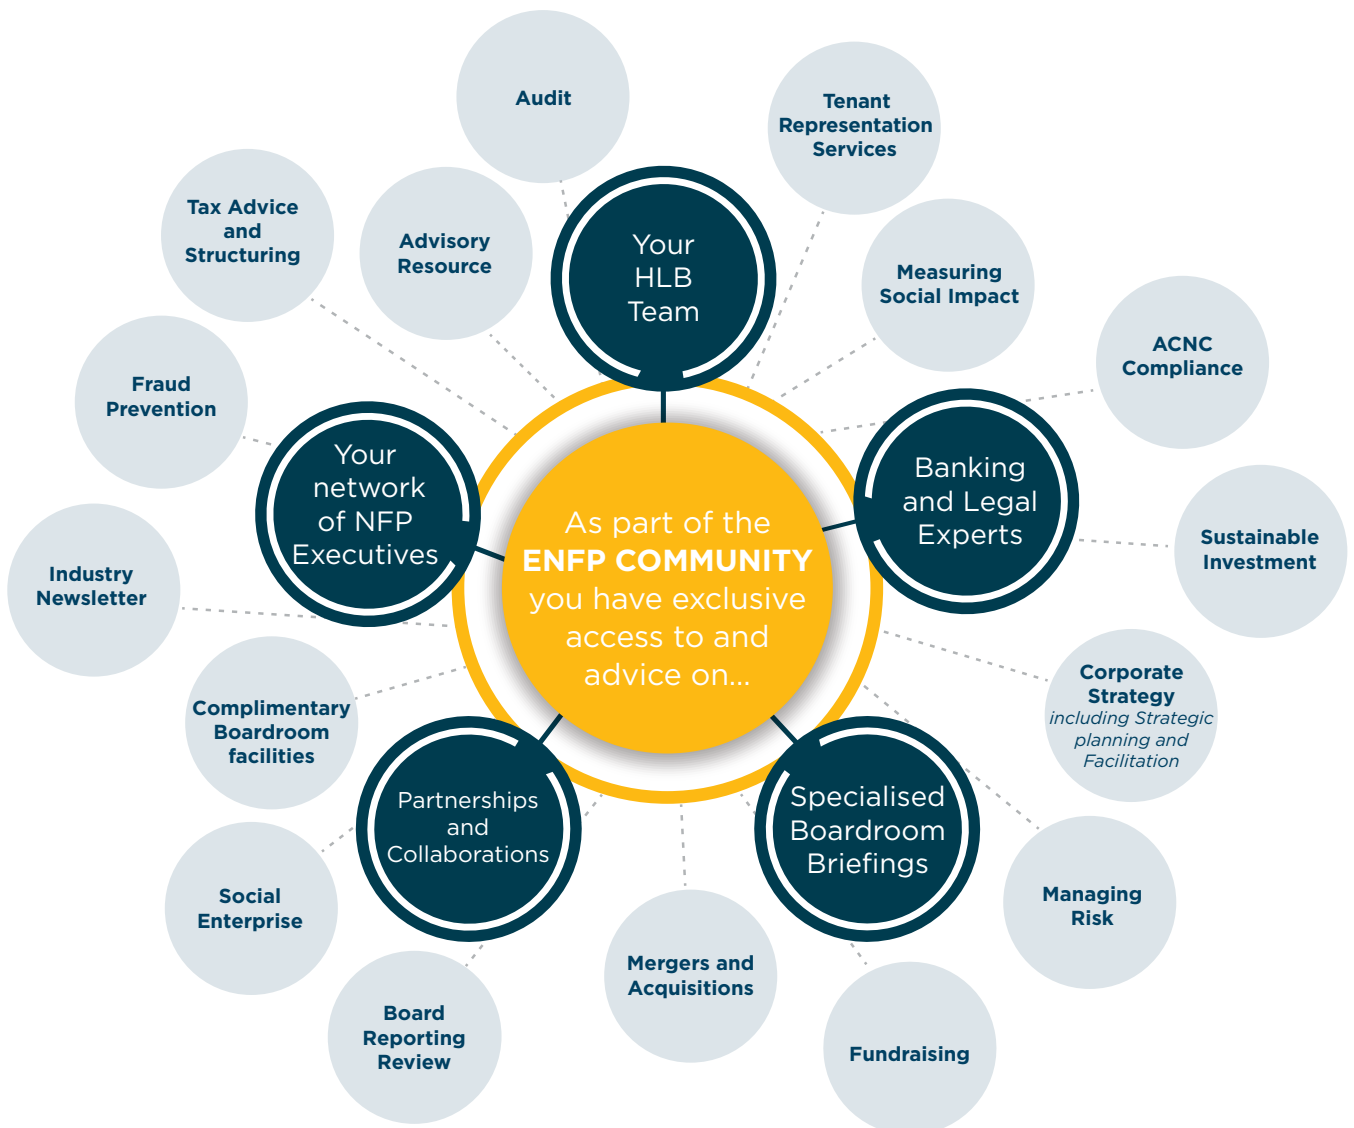 Audit
Tenant
Representation
Services
Tax Advice
and
Structuring
Advisory
Resource
Your
HLB
Team
Measuring
Social Impact
ACNC
Compliance
Fraud
Prevention
Your
network
of NFP
Executives
Banking
and Legal
Experts
As part of the
ENFP COMMUNITY
you have exclusive
access to and
advice on...
Sustainable
Investment
Industry
Newsletter
Complimentary
Boardroom
facilities
Corporate
Strategy
including Strategic
planning and
Facilitation
Partnerships
and
Collaborations
Specialised
Boardroom
Briefings
Social
Enterprise
Managing
Risk
Mergers and
Acquisitions
Board
Reporting
Review
Fundraising